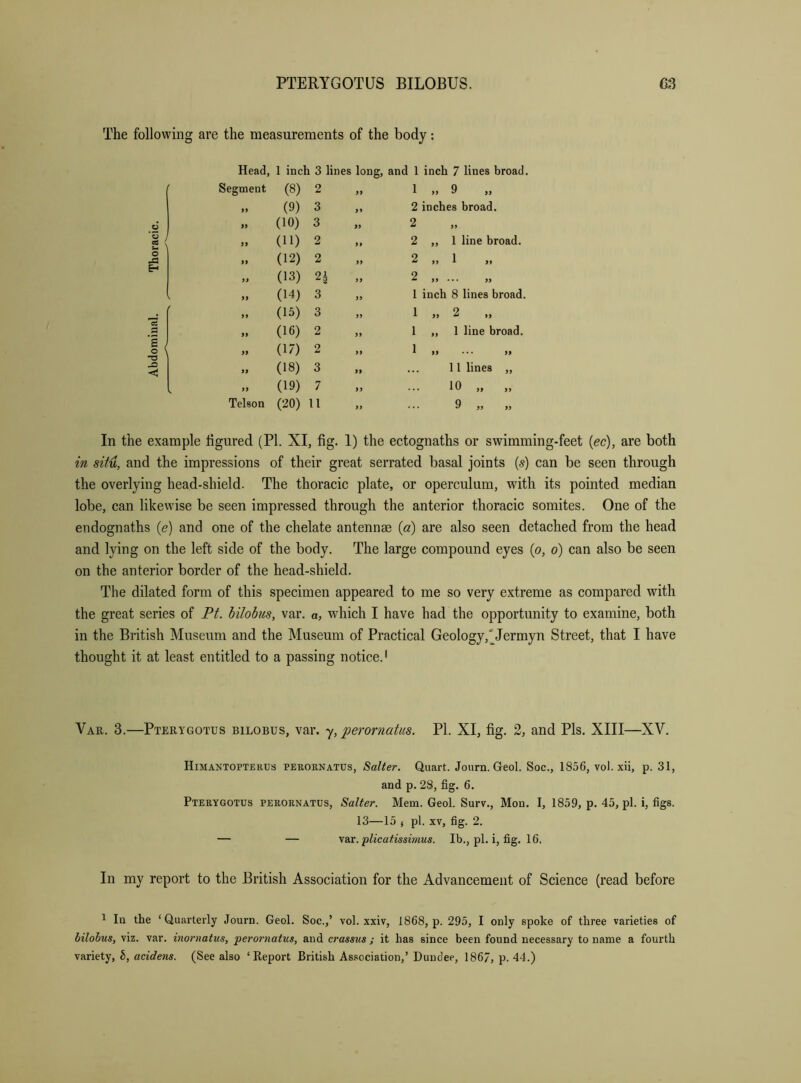 PTERYGOTUS BILOBUS. 63
The following are the measurements of the body:
Head, 1 inch 3 lines long, and 1 inch 7 lines broad.
Thoracic.
Segment (8) 2 „ 1 „ 9 „
„ (9) 3 „ 2 inches broad.
„ (10) 3 „ 2 „
„ (11) 2 „ 2 „ 1 line broad.
„ (12) 2 „ 2 „ 1 „
„ (13) 2½ „ 2 „ ... „
„ (14) 3 „ 1 inch 8 lines broad.
Abdominal.
„ (15) 3 „ 1 „ 2 „
„ (16) 2 „ 1 „ 1 line broad.
„ (17) 2 „ 1 „ ... „
„ (18) 3 „ ... 11 lines „
„ (19) 7 „ ... 10 „ „
Telson (20) 11 „ ... 9 „ „
In the example figured (Pl. XI, fig. 1) the ectognaths or swimming-feet (ec), are both
in sitû, and the impressions of their great serrated basal joints (s) can be seen through
the overlying head-shield. The thoracic plate, or operculum, with its pointed median
lobe, can likewise be seen impressed through the anterior thoracic somites. One of the
endognaths (e) and one of the chelate antennæ (a) are also seen detached from the head
and lying on the left side of the body. The large compound eyes (o, o) can also be seen
on the anterior border of the head-shield.
The dilated form of this specimen appeared to me so very extreme as compared with
the great series of Pt. bilobus, var. α, which I have had the opportunity to examine, both
in the British Museum and the Museum of Practical Geology, Jermyn Street, that I have
thought it at least entitled to a passing notice.¹
Var. 3.—Pterygotus bilobus, var. γ, perornatus. Pl. XI, fig. 2, and Pls. XIII—XV.
Himantopterus perornatus, Salter. Quart. Journ. Geol. Soc., 1856, vol. xii, p. 31,
and p. 28, fig. 6.
Pterygotus perornatus, Salter. Mem. Geol. Surv., Mon. I, 1859, p. 45, pl. i, figs.
13—15; pl. xv, fig. 2.
— — var. plicatissimus. Ib., pl. i, fig. 16.
In my report to the British Association for the Advancement of Science (read before
¹ In the ‘Quarterly Journ. Geol. Soc.,’ vol. xxiv, 1868, p. 295, I only spoke of three varieties of
bilobus, viz. var. inornatus, perornatus, and crassus; it has since been found necessary to name a fourth
variety, δ, acidens. (See also ‘Report British Association,’ Dundee, 1867, p. 44.)